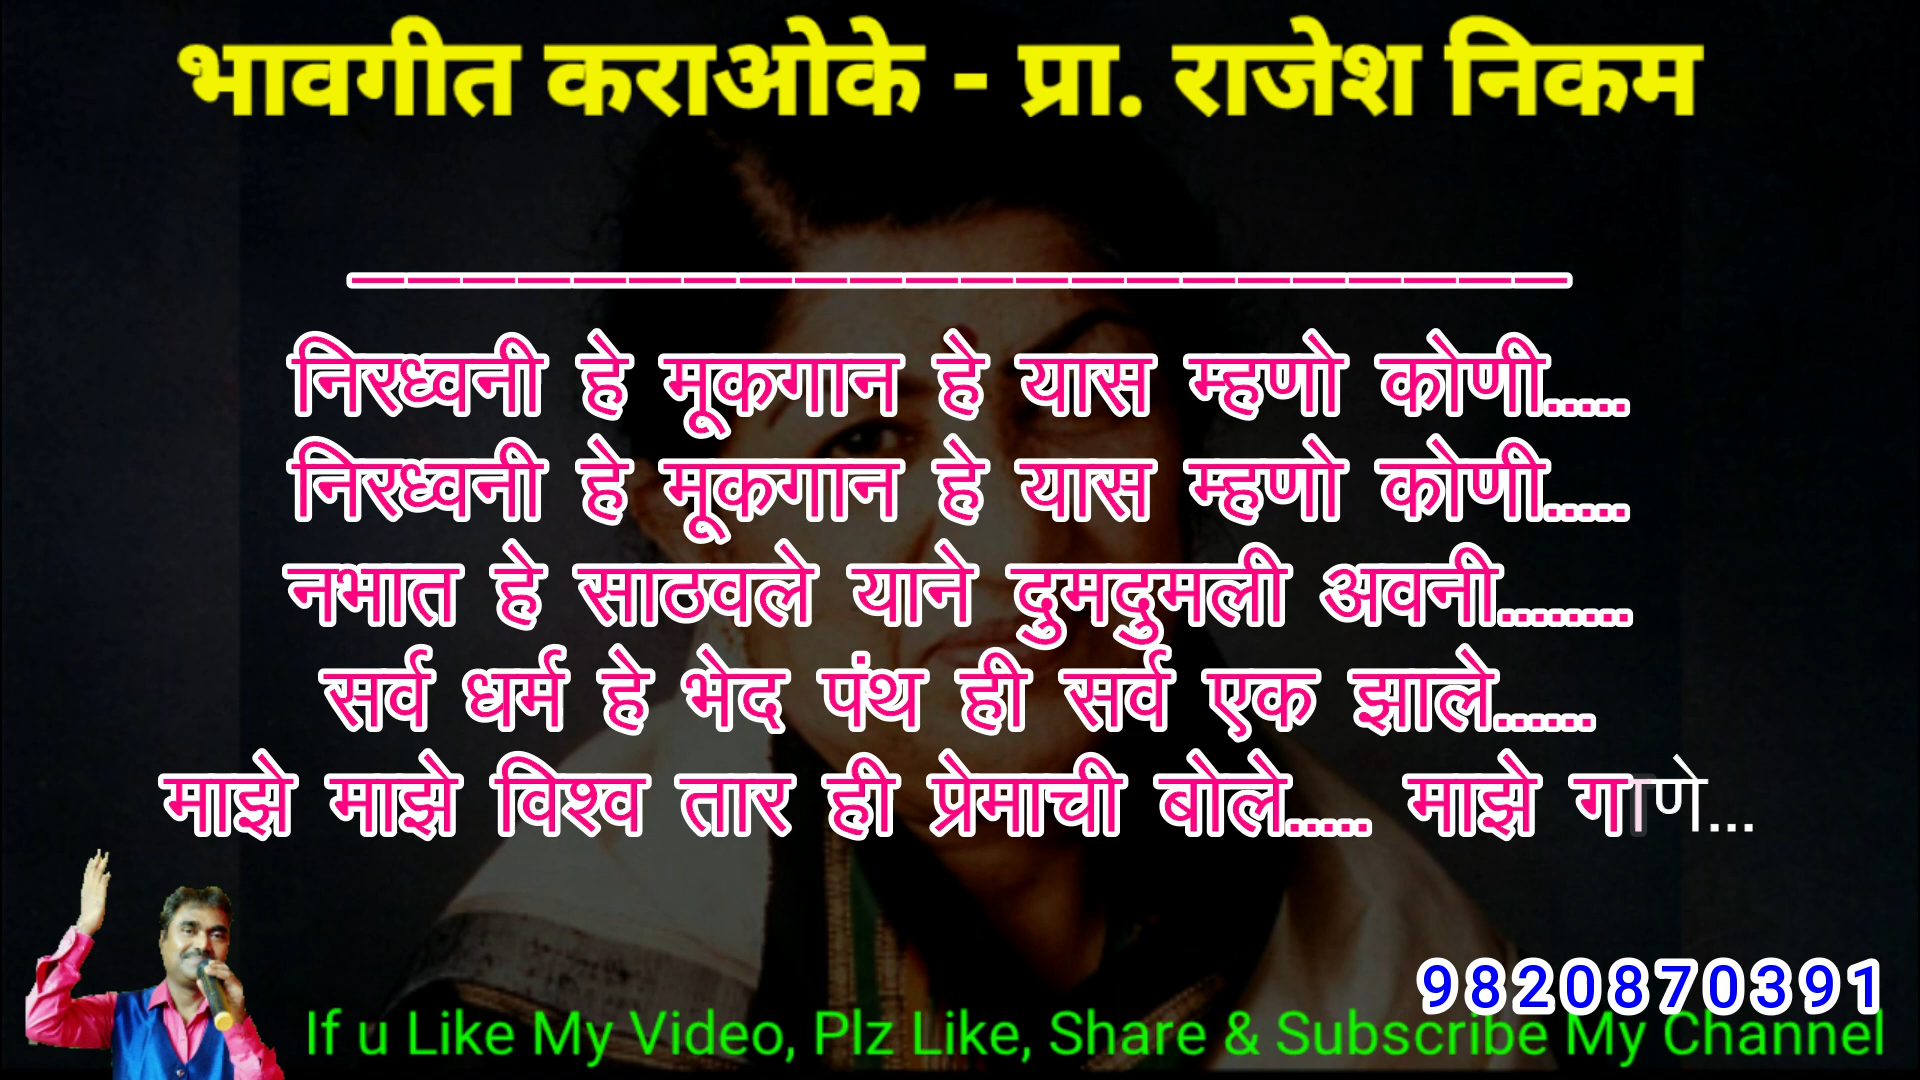 भावगीत कराओके - प्रा. राजेश निकम
______________________
निरध्वनी हे मूकगान हे यास म्हणो कोणी.....
निरध्वनी हे मूकगान हे यास म्हणो कोणी.....
नभात हे साठवले याने दुमदुमली अवनी........
सर्व धर्म हे भेद पंथ ही सर्व एक झाले......
माझे माझे विश्व तार ही प्रेमाची बोले..... माझे गाणे...
9820870391
If u Like My Video, Plz Like, Share & Subscribe My Channel